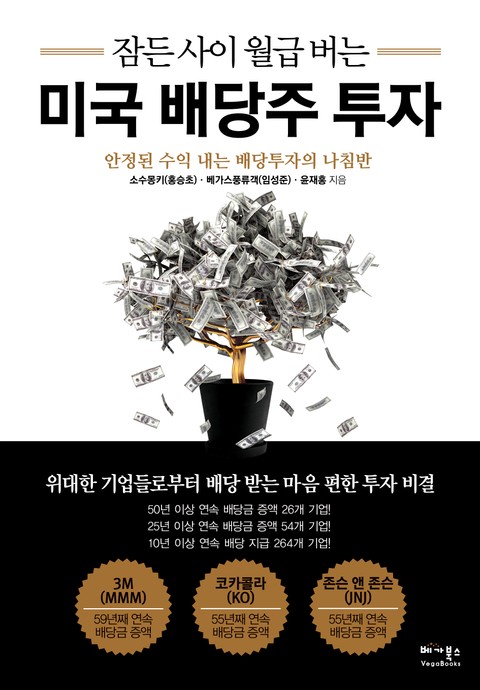 잠든 사이 월급 버는
미국 배당주 투자
안정된 수익 내는 배당투자의 나침반
소수몽키(홍승초) · 베가스풍류객(임성준) · 윤재홍 지음
위대한 기업들로부터 배당 받는 마음 편한 투자 비결
50년 이상 연속 배당금 증액 26개 기업!
25년 이상 연속 배당금 증액 54개 기업!
10년 이상 연속 배당 지급 264개 기업!
3M
(MMM)
59년째 연속
배당금 증액
코카콜라
(KO)
55년째 연속
배당금 증액
존슨 앤 존슨
(JNJ)
55년째 연속
배당금 증액
베가북스
VegaBooks